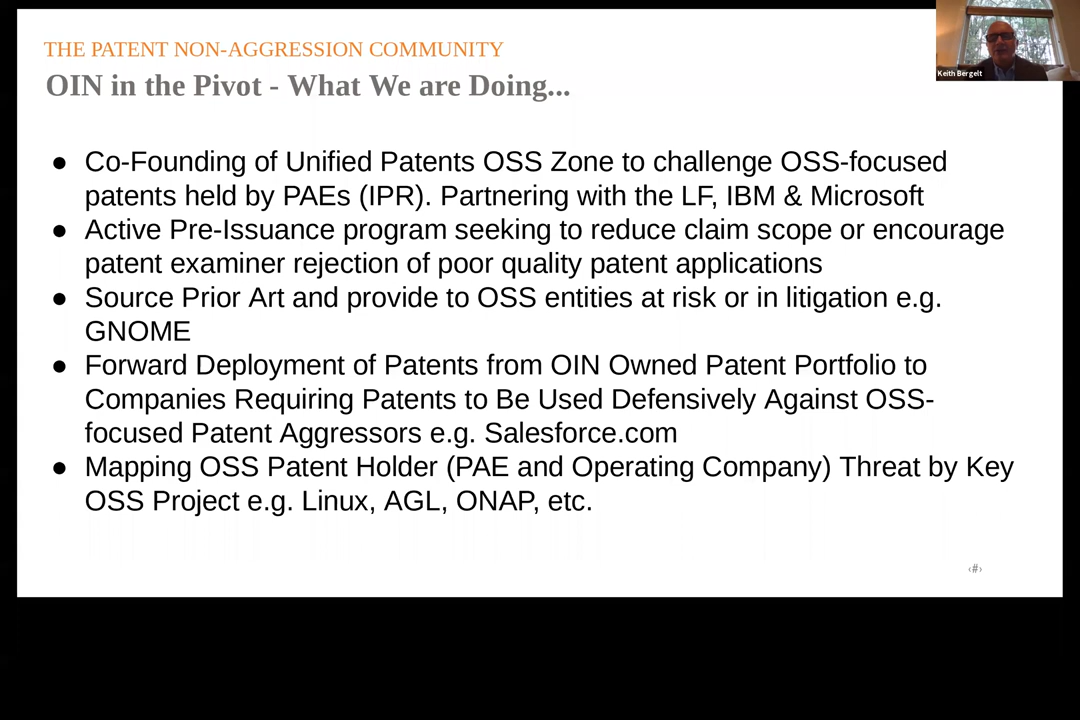 THE PATENT NON-AGGRESSION COMMUNITY
OIN in the Pivot - What We are Doing...
Keith Bergelt
● Co-Founding of Unified Patents OSS Zone to challenge OSS-focused
patents held by PAEs (IPR). Partnering with the LF, IBM & Microsoft
● Active Pre-Issuance program seeking to reduce claim scope or encourage
patent examiner rejection of poor quality patent applications
● Source Prior Art and provide to OSS entities at risk or in litigation e.g.
GNOME
● Forward Deployment of Patents from OIN Owned Patent Portfolio to
Companies Requiring Patents to Be Used Defensively Against OSS-
focused Patent Aggressors e.g. Salesforce.com
● Mapping OSS Patent Holder (PAE and Operating Company) Threat by Key
OSS Project e.g. Linux, AGL, ONAP, etc.
‹#›